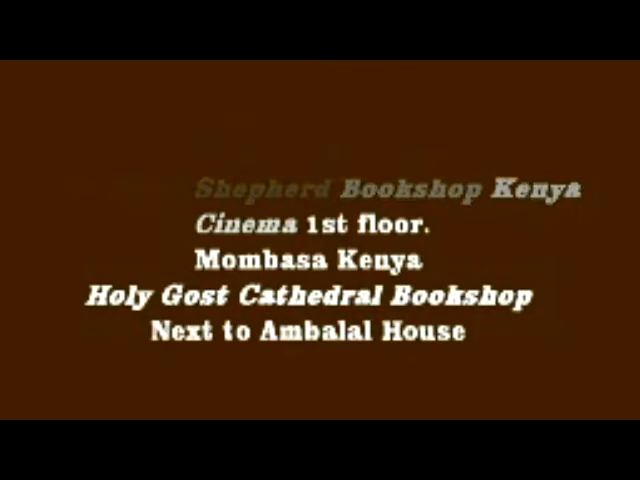 Shepherd Bookshop Kenya
Cinema 1st floor.
Mombasa Kenya
Holy Gost Cathedral Bookshop
Next to Ambalal House